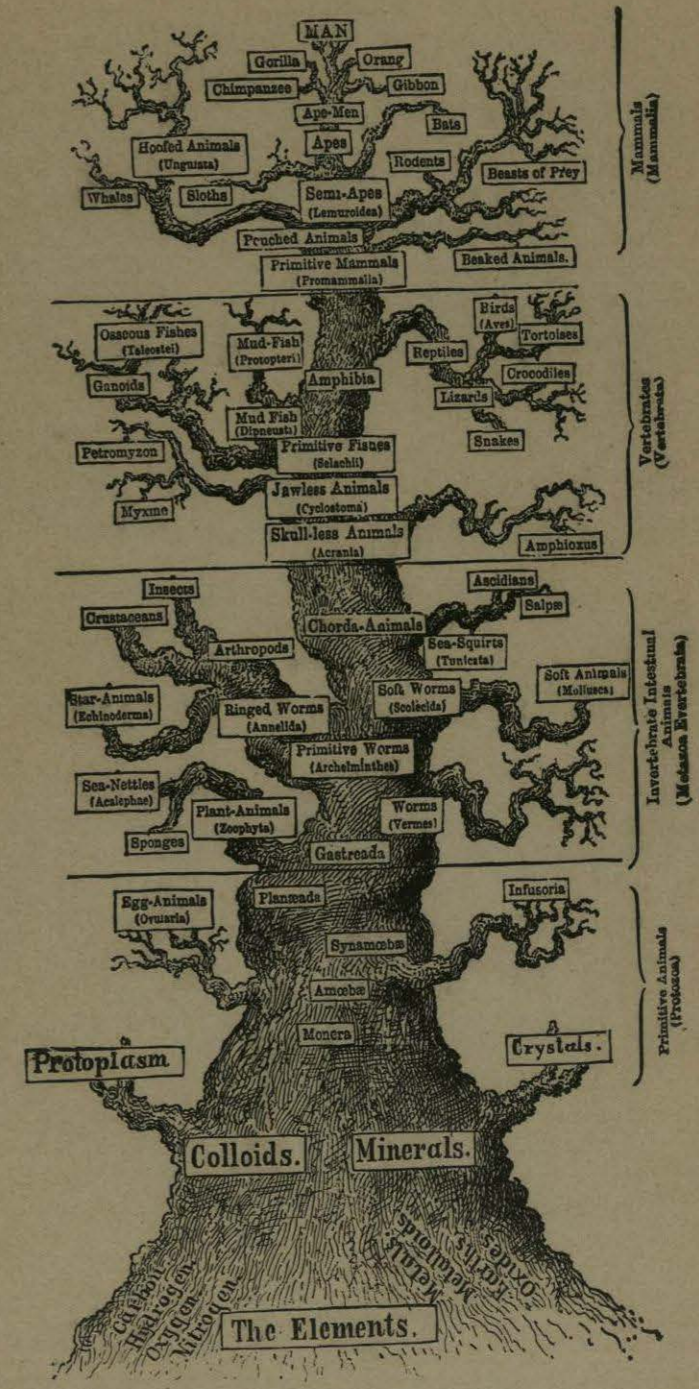 MAN
Gorilla
Orang
Chimpanzee
Gibbon
Ape-Men
Bats
Apes
Hoofed Animals
(Ungulata)
Rodents
Beasts of Prey
Whales
Sloths
Semi-Apes
(Lemuroidea)
Pouched Animals
Beaked Animals.
Primitive Mammals
(Promammalia)
Mammals
(Mammalia)
Birds
(Aves)
Osseous Fishes
(Teleostei)
Mud-Fish
(Protopteri)
Tortoises
Reptiles
Ganoids
Amphibia
Crocodiles
Lizards
Mud Fish
(Dipneusti)
Snakes
Petromyzon
Primitive Fishes
(Selachii)
Jawless Animals
(Cyclostoma)
Myxine
Skull-less Animals
(Acrania)
Amphioxus
Vertebrates
(Vertebrata)
Insects
Ascidians
Crustaceans
Salpæ
Chorda-Animals
Arthropods
Sea-Squirts
(Tunicata)
Soft Animals
(Mollusca)
Star-Animals
(Echinoderma)
Ringed Worms
(Annelida)
Soft Worms
(Scolecida)
Primitive Worms
(Archelminthes)
Sea-Nettles
(Acalephae)
Plant-Animals
(Zoophyta)
Worms
(Vermes)
Sponges
Gastreada
Invertebrate Intestinal
Animals
(Metazoa Evertebrata)
Egg-Animals
(Ovularia)
Planæada
Infusoria
Synamœbæ
Amœbæ
Monera
Primitive Animals
(Protozoa)
Protoplasm
Crystals.
Colloids.
Minerals.
Carbon
Hydrogen
Oxygen
Nitrogen
Metals.
Metalloids
Earths
Oxides
The Elements.